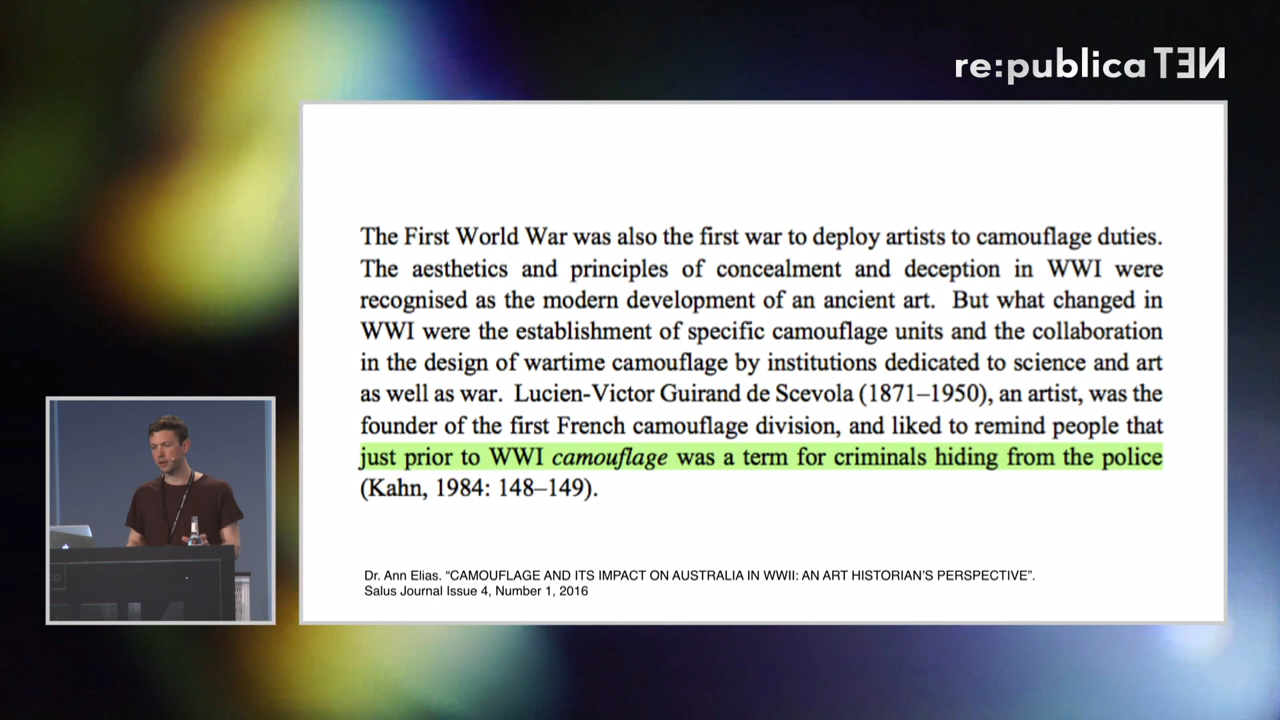 re:publica TEN
The First World War was also the first war to deploy artists to camouflage duties.
The aesthetics and principles of concealment and deception in WWI were
recognised as the modern development of an ancient art. But what changed in
WWI were the establishment of specific camouflage units and the collaboration
in the design of wartime camouflage by institutions dedicated to science and art
as well as war. Lucien-Victor Guirand de Scevola (1871–1950), an artist, was the
founder of the first French camouflage division, and liked to remind people that
just prior to WWI camouflage was a term for criminals hiding from the police
(Kahn, 1984: 148–149).
Dr. Ann Elias. “CAMOUFLAGE AND ITS IMPACT ON AUSTRALIA IN WWII: AN ART HISTORIAN’S PERSPECTIVE”.
Salus Journal Issue 4, Number 1, 2016